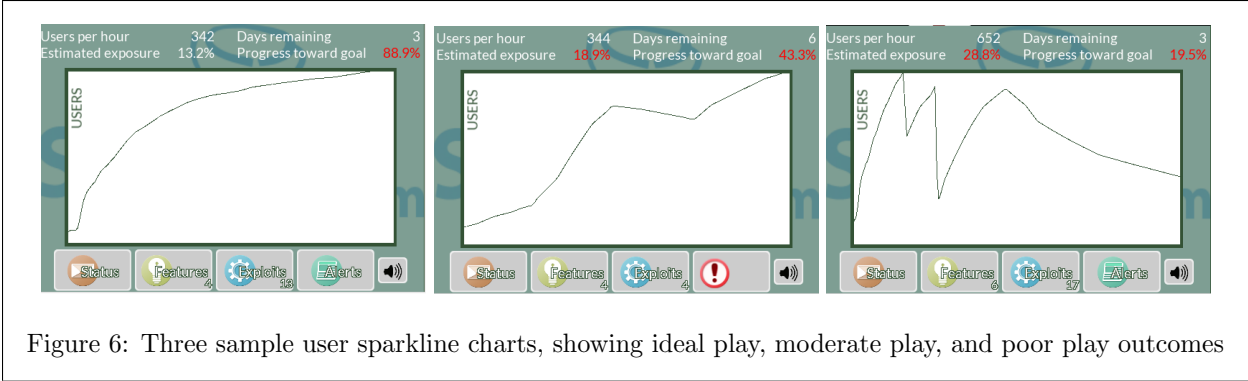 Users per hour 342 Days remaining 3
Estimated exposure 13.2% Progress toward goal 88.9%
USERS
Status Features 4 Exploits 13 Alerts
Users per hour 344 Days remaining 6
Estimated exposure 18.9% Progress toward goal 43.3%
USERS
Status Features 4 Exploits 4
Users per hour 652 Days remaining 3
Estimated exposure 28.8% Progress toward goal 19.5%
USERS
Status Features 6 Exploits 17 Alerts
Figure 6: Three sample user sparkline charts, showing ideal play, moderate play, and poor play outcomes